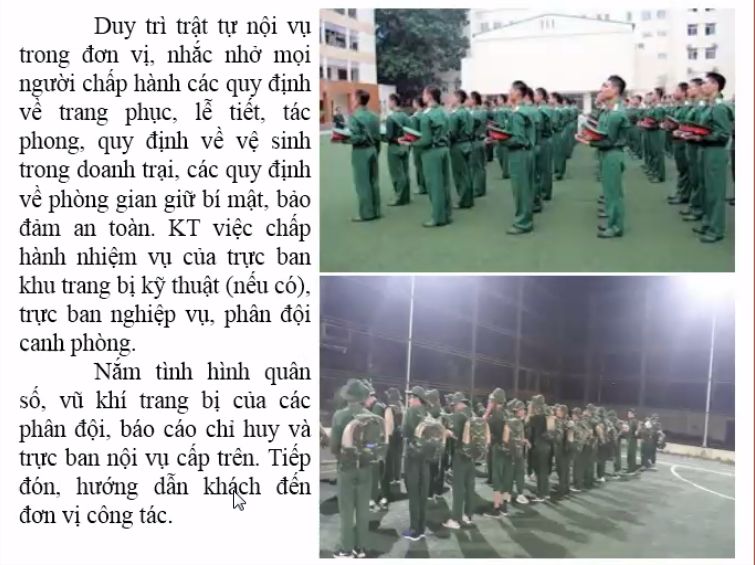 Duy trì trật tự nội vụ
trong đơn vị, nhắc nhở mọi
người chấp hành các quy định
về trang phục, lễ tiết, tác
phong, quy định về vệ sinh
trong doanh trại, các quy định
về phòng gian giữ bí mật, bảo
đảm an toàn. KT việc chấp
hành nhiệm vụ của trực ban
khu trang bị kỹ thuật (nếu có),
trực ban nghiệp vụ, phân đội
canh phòng.
Nắm tình hình quân
số, vũ khí trang bị của các
phân đội, báo cáo chỉ huy và
trực ban nội vụ cấp trên. Tiếp
đón, hướng dẫn khách đến
đơn vị công tác.